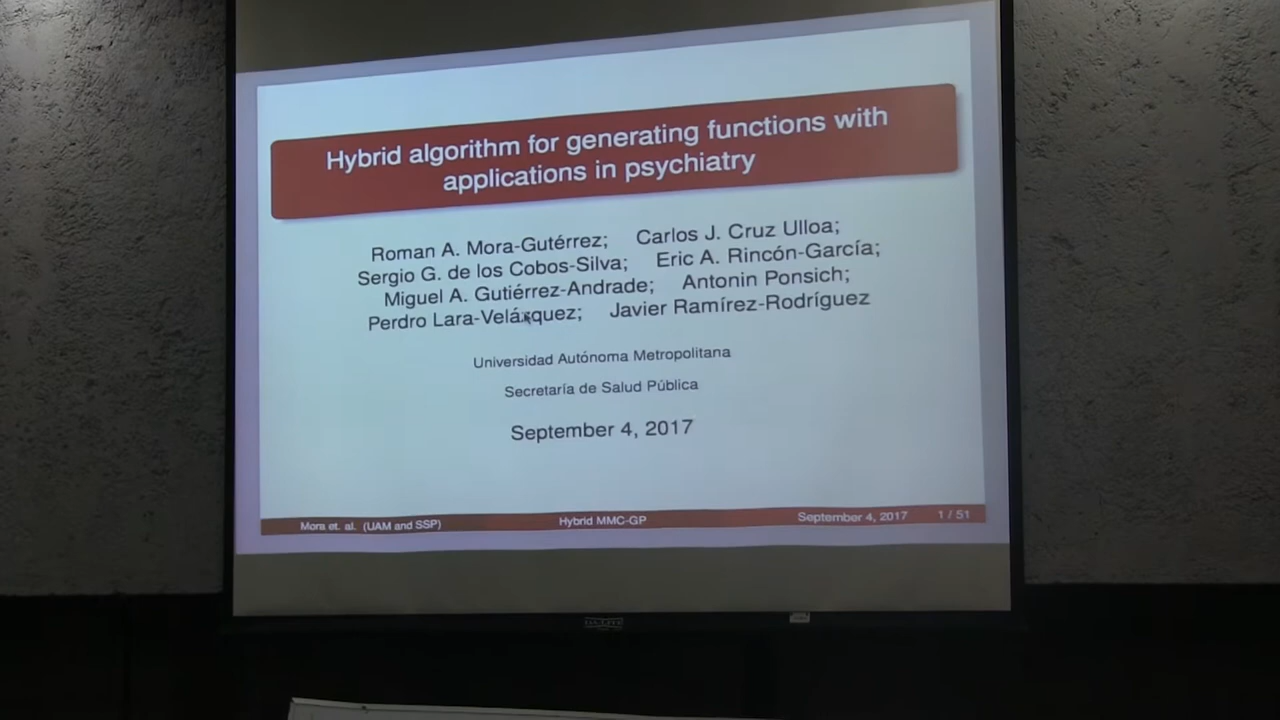 Hybrid algorithm for generating functions with
applications in psychiatry
Roman A. Mora-Gutérrez; Carlos J. Cruz Ulloa;
Sergio G. de los Cobos-Silva; Eric A. Rincón-García;
Miguel A. Gutiérrez-Andrade; Antonin Ponsich;
Perdro Lara-Velázquez; Javier Ramírez-Rodríguez
Universidad Autónoma Metropolitana
Secretaría de Salud Pública
September 4, 2017
Mora et. al. (UAM and SSP) Hybrid MMC-GP September 4, 2017 1 / 51